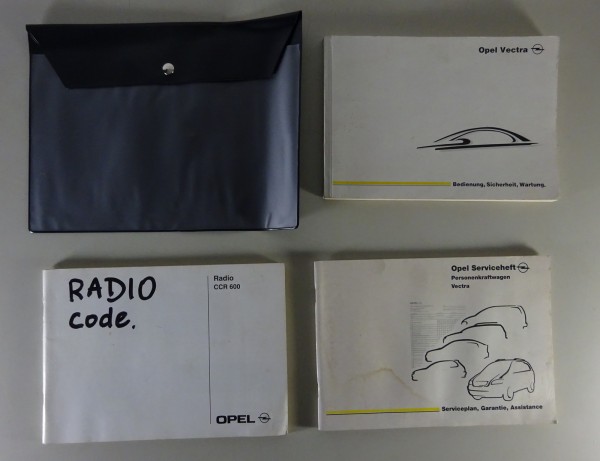 Opel Vectra
Bedienung, Sicherheit, Wartung.
RADIO
code.
Radio
CCR 600
OPEL
Opel Serviceheft
Personenkraftwagen
Vectra
Serviceplan, Garantie, Assistance